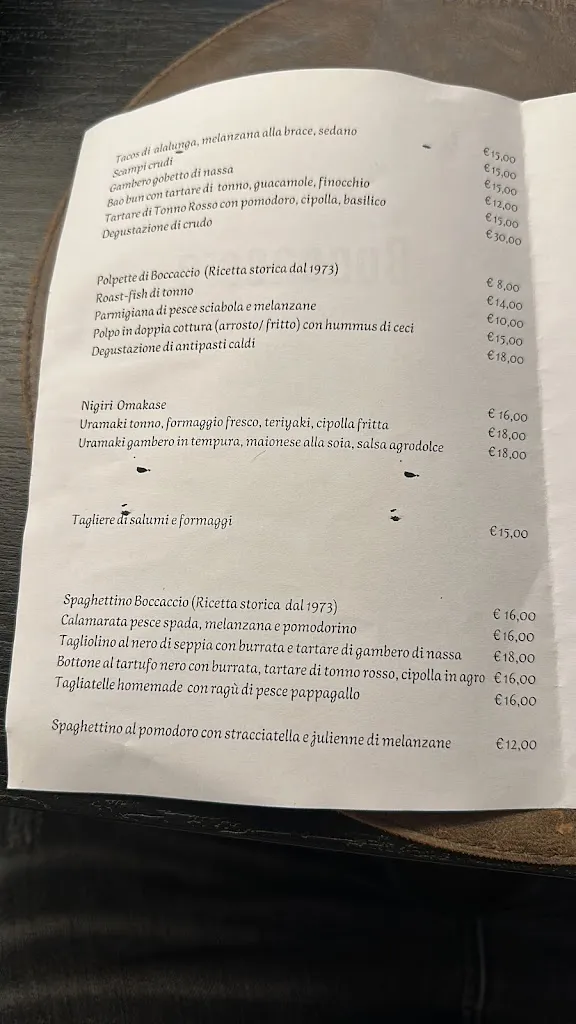 Tacos di alalunga, melanzana alla brace, sedano €15,00
Scampi crudi €15,00
Gambero gobetto di nassa €15,00
Bao bun con tartare di tonno, guacamole, finocchio €12,00
Tartare di Tonno Rosso con pomodoro, cipolla, basilico €15,00
Degustazione di crudo €30,00
Polpette di Boccaccio (Ricetta storica dal 1973) € 8,00
Roast-fish di tonno €14,00
Parmigiana di pesce sciabola e melanzane €10,00
Polpo in doppia cottura (arrosto/ fritto) con hummus di ceci €15,00
Degustazione di antipasti caldi €18,00
Nigiri Omakase € 16,00
Uramaki tonno, formaggio fresco, teriyaki, cipolla fritta €18,00
Uramaki gambero in tempura, maionese alla soia, salsa agrodolce €18,00
Tagliere di salumi e formaggi €15,00
Spaghettino Boccaccio (Ricetta storica dal 1973) € 16,00
Calamarata pesce spada, melanzana e pomodorino €16,00
Tagliolino al nero di seppia con burrata e tartare di gambero di nassa €18,00
Bottone al tartufo nero con burrata, tartare di tonno rosso, cipolla in agro €16,00
Tagliatelle homemade con ragù di pesce pappagallo €16,00
Spaghettino al pomodoro con stracciatella e julienne di melanzane €12,00